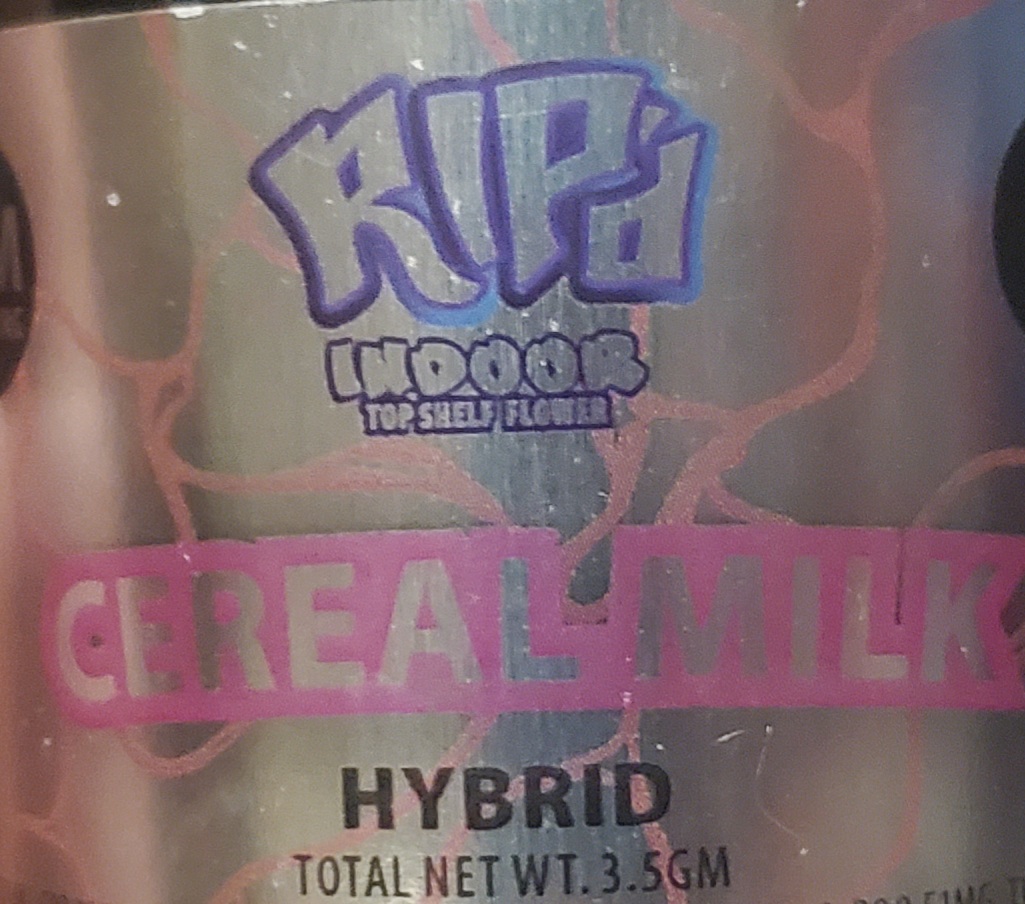 RIP'd
INDOOR
TOP SHELF FLOWER
CEREAL MILK
HYBRID
TOTAL NET WT. 3.5GM